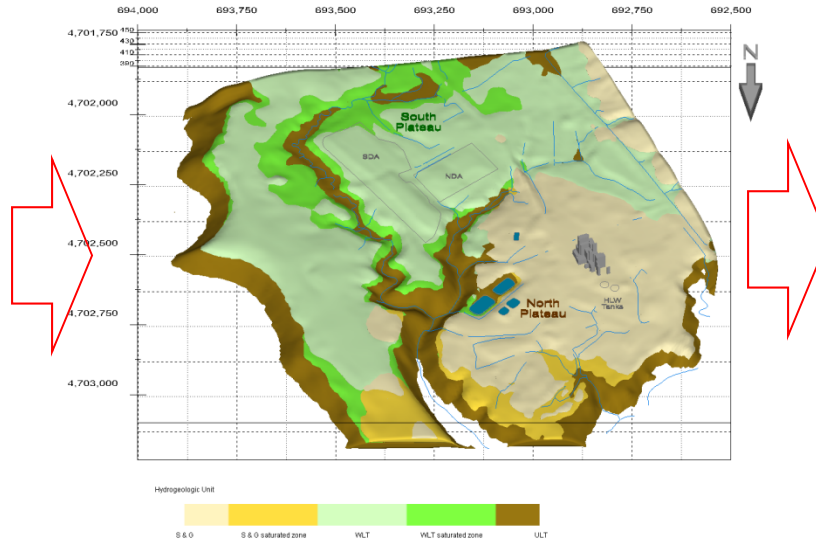 694,000 693,750 693,500 693,250 693,000 692,750 692,500
4,701,750
450
430
410
390
N
4,702,000
South
Plateau
SDA
4,702,250
NDA
4,702,500
HLW
Tanks
North
Plateau
4,702,750
4,703,000
Hydrogeologic Unit
S & G S & G saturated zone WLT WLT saturated zone ULT